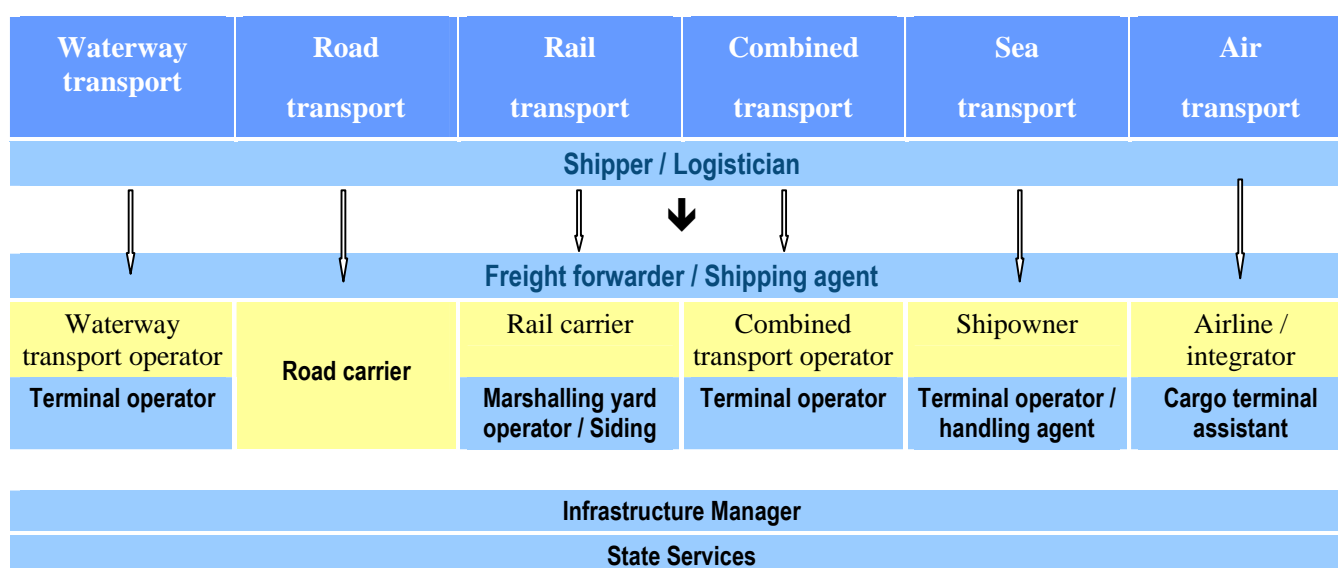 Waterway
transport
Road
transport
Rail
transport
Combined
transport
Sea
transport
Air
transport
Shipper / Logistician
Freight forwarder / Shipping agent
Waterway
transport operator
Terminal operator
Road carrier
Rail carrier
Marshalling yard
operator / Siding
Combined
transport operator
Terminal operator
Shipowner
Terminal operator /
handling agent
Airline /
integrator
Cargo terminal
assistant
Infrastructure Manager
State Services